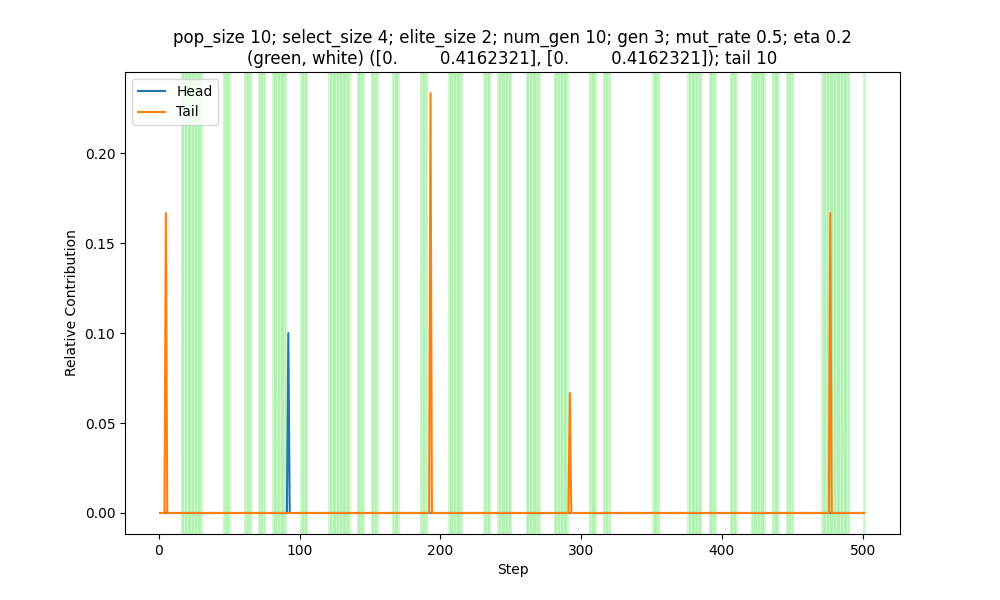 pop_size 10; select_size 4; elite_size 2; num_gen 10; gen 3; mut_rate 0.5; eta 0.2
(green, white) ([0.        0.4162321], [0.        0.4162321]); tail 10
Head
Tail
0.20
0.15
0.10
0.05
0.00
Relative Contribution
0 100 200 300 400 500
Step